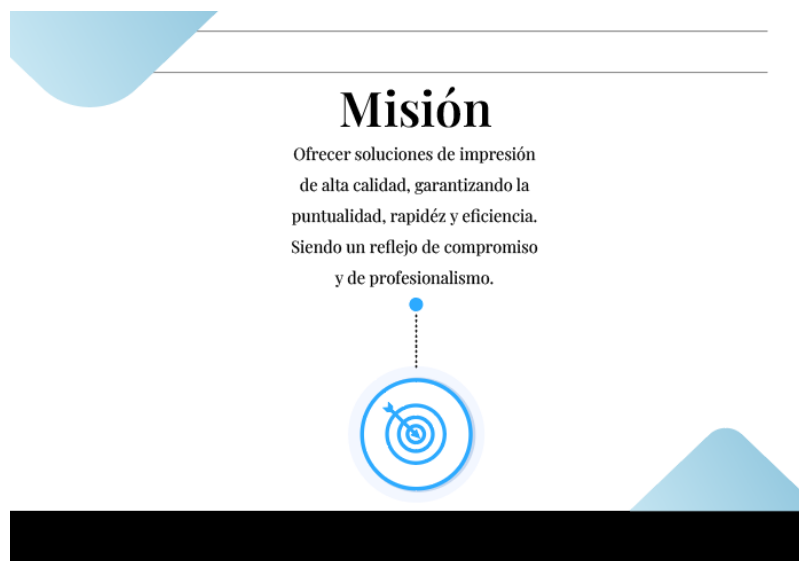 Misión
Ofrecer soluciones de impresión
de alta calidad, garantizando la
puntualidad, rapidéz y eficiencia.
Siendo un reflejo de compromiso
y de profesionalismo.